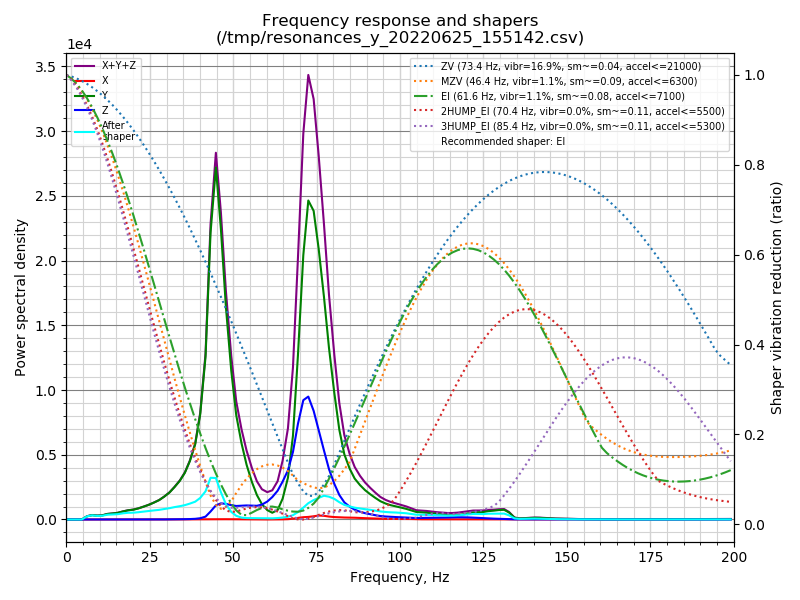 Frequency response and shapers
(/tmp/resonances_y_20220625_155142.csv)
1e4
X+Y+Z
X
Y
Z
After
shaper
ZV (73.4 Hz, vibr=16.9%, sm~=0.04, accel<=21000)
MZV (46.4 Hz, vibr=1.1%, sm~=0.09, accel<=6300)
EI (61.6 Hz, vibr=1.1%, sm~=0.08, accel<=7100)
2HUMP_EI (70.4 Hz, vibr=0.0%, sm~=0.11, accel<=5500)
3HUMP_EI (85.4 Hz, vibr=0.0%, sm~=0.11, accel<=5300)
Recommended shaper: EI
Power spectral density
3.5
3.0
2.5
2.0
1.5
1.0
0.5
0.0
1.0
0.8
0.6
0.4
0.2
0.0
Shaper vibration reduction (ratio)
0
25
50
75
100
125
150
175
200
Frequency, Hz